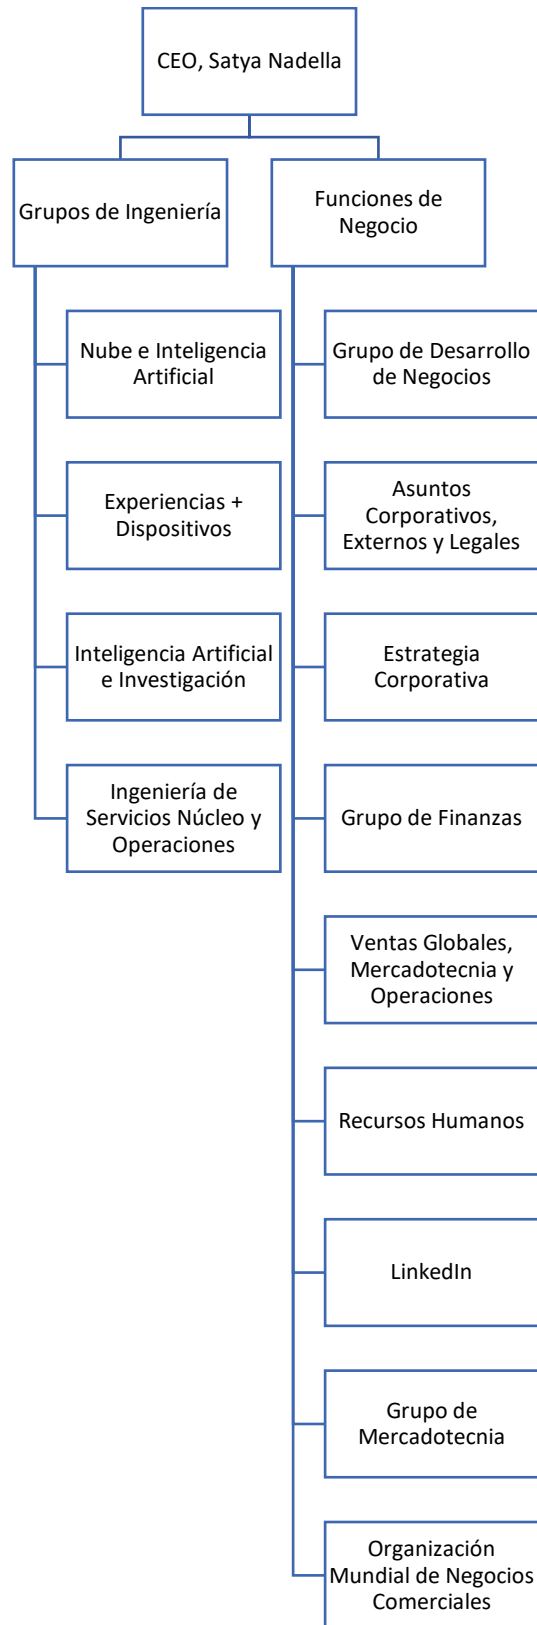 CEO, Satya Nadella
Grupos de Ingeniería
Funciones de
Negocio
Nube e Inteligencia
Artificial
Experiencias +
Dispositivos
Inteligencia Artificial
e Investigación
Ingeniería de
Servicios Núcleo y
Operaciones
Grupo de Desarrollo
de Negocios
Asuntos
Corporativos,
Externos y Legales
Estrategia
Corporativa
Grupo de Finanzas
Ventas Globales,
Mercadotecnia y
Operaciones
Recursos Humanos
LinkedIn
Grupo de
Mercadotecnia
Organización
Mundial de Negocios
Comerciales